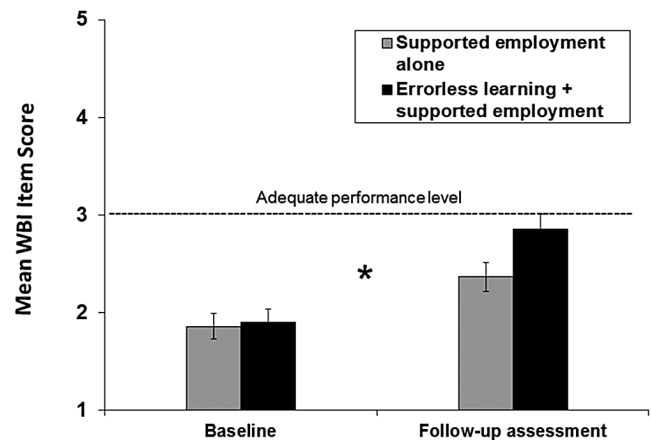 5
Supported employment
alone
Errorless learning +
supported employment
4
Mean WBI Item Score
Adequate performance level
3
*
2
1
Baseline
Follow-up assessment